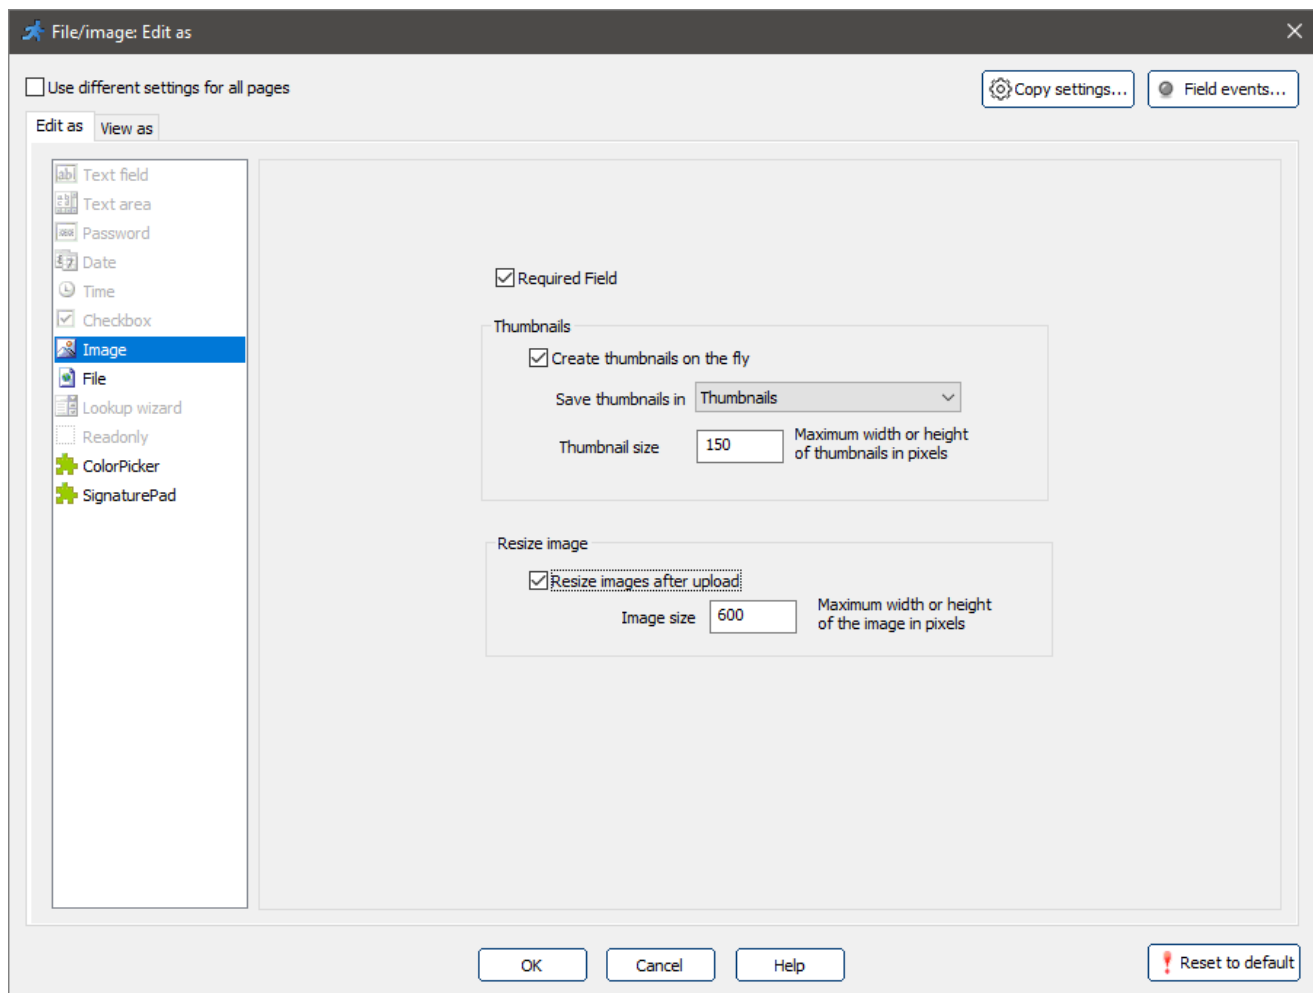 File/image: Edit as
Use different settings for all pages
Copy settings...
Field events...
Edit as
View as
Text field
Text area
Password
Date
Time
Checkbox
Image
File
Lookup wizard
Readonly
ColorPicker
SignaturePad
Required Field
Thumbnails
Create thumbnails on the fly
Save thumbnails in Thumbnails
Thumbnail size 150 Maximum width or height
of thumbnails in pixels
Resize image
Resize images after upload
Image size 600 Maximum width or height
of the image in pixels
OK
Cancel
Help
Reset to default